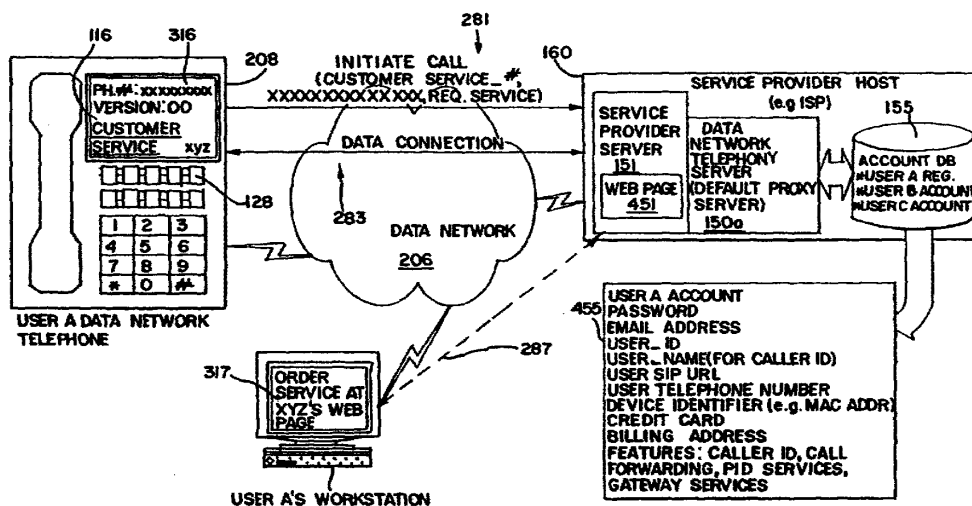 281
116
316
208
INITIATE CALL
(CUSTOMER SERVICE_#,
XXXXXXXXXXXXXX, REQ. SERVICE)
160
SERVICE PROVIDER HOST
(e.g ISP)
155
PH.#: xxxxxxxxx
VERSION: 00
CUSTOMER
SERVICE xyz
DATA CONNECTION
SERVICE
PROVIDER
SERVER
151
WEB PAGE
451
DATA
NETWORK
TELEPHONY
SERVER
(DEFAULT PROXY
SERVER)
150a
ACCOUNT DB
*USER A REG.
*USER B ACCOUNT
*USER C ACCOUNT
128
283
DATA NETWORK
206
1 2 3
4 5 6
7 8 9
* 0 #
USER A DATA NETWORK
TELEPHONE
287
317
ORDER
SERVICE AT
XYZ'S WEB
PAGE
USER A'S WORKSTATION
455
USER A ACCOUNT
PASSWORD
EMAIL ADDRESS
USER_ID
USER_NAME(FOR CALLER ID)
USER SIP URL
USER TELEPHONE NUMBER
DEVICE IDENTIFIER (e.g. MAC ADDR)
CREDIT CARD
BILLING ADDRESS
FEATURES: CALLER ID, CALL
FORWARDING, PID SERVICES,
GATEWAY SERVICES